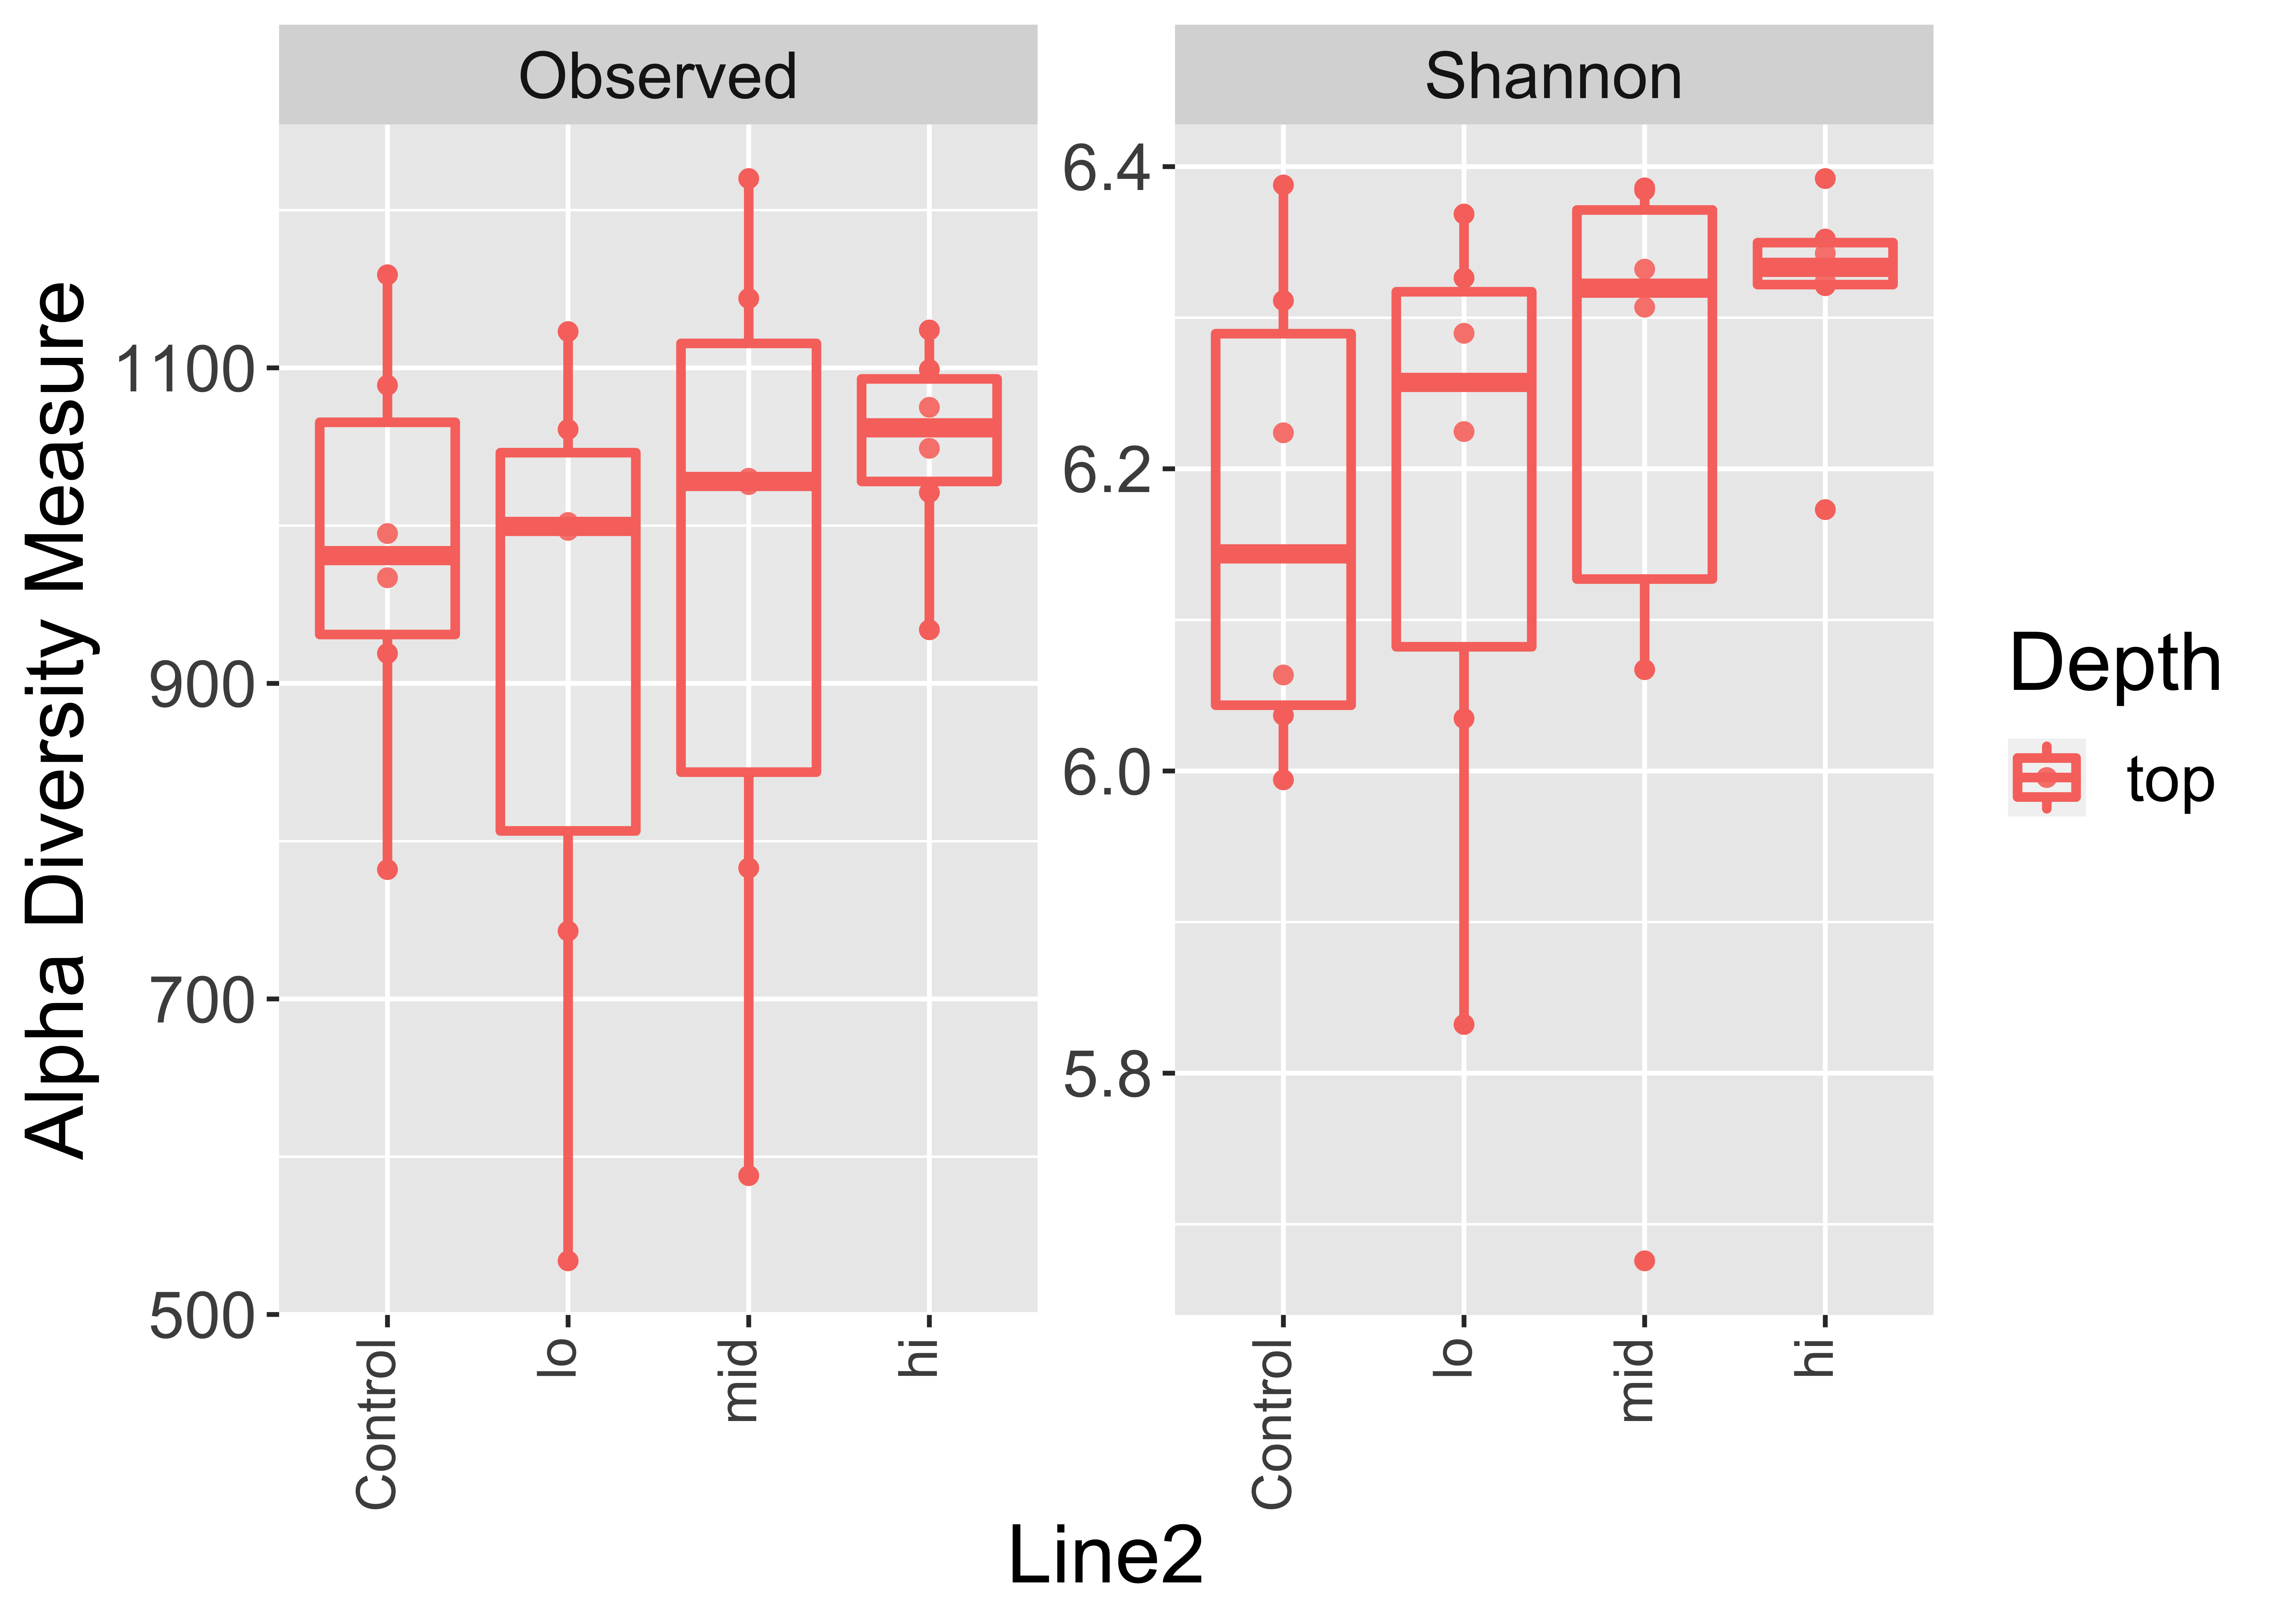 Observed
Shannon
Alpha Diversity Measure
1100
900
700
500
6.4
6.2
6.0
5.8
Control
lo
mid
hi
Control
lo
mid
hi
Line2
Depth
top